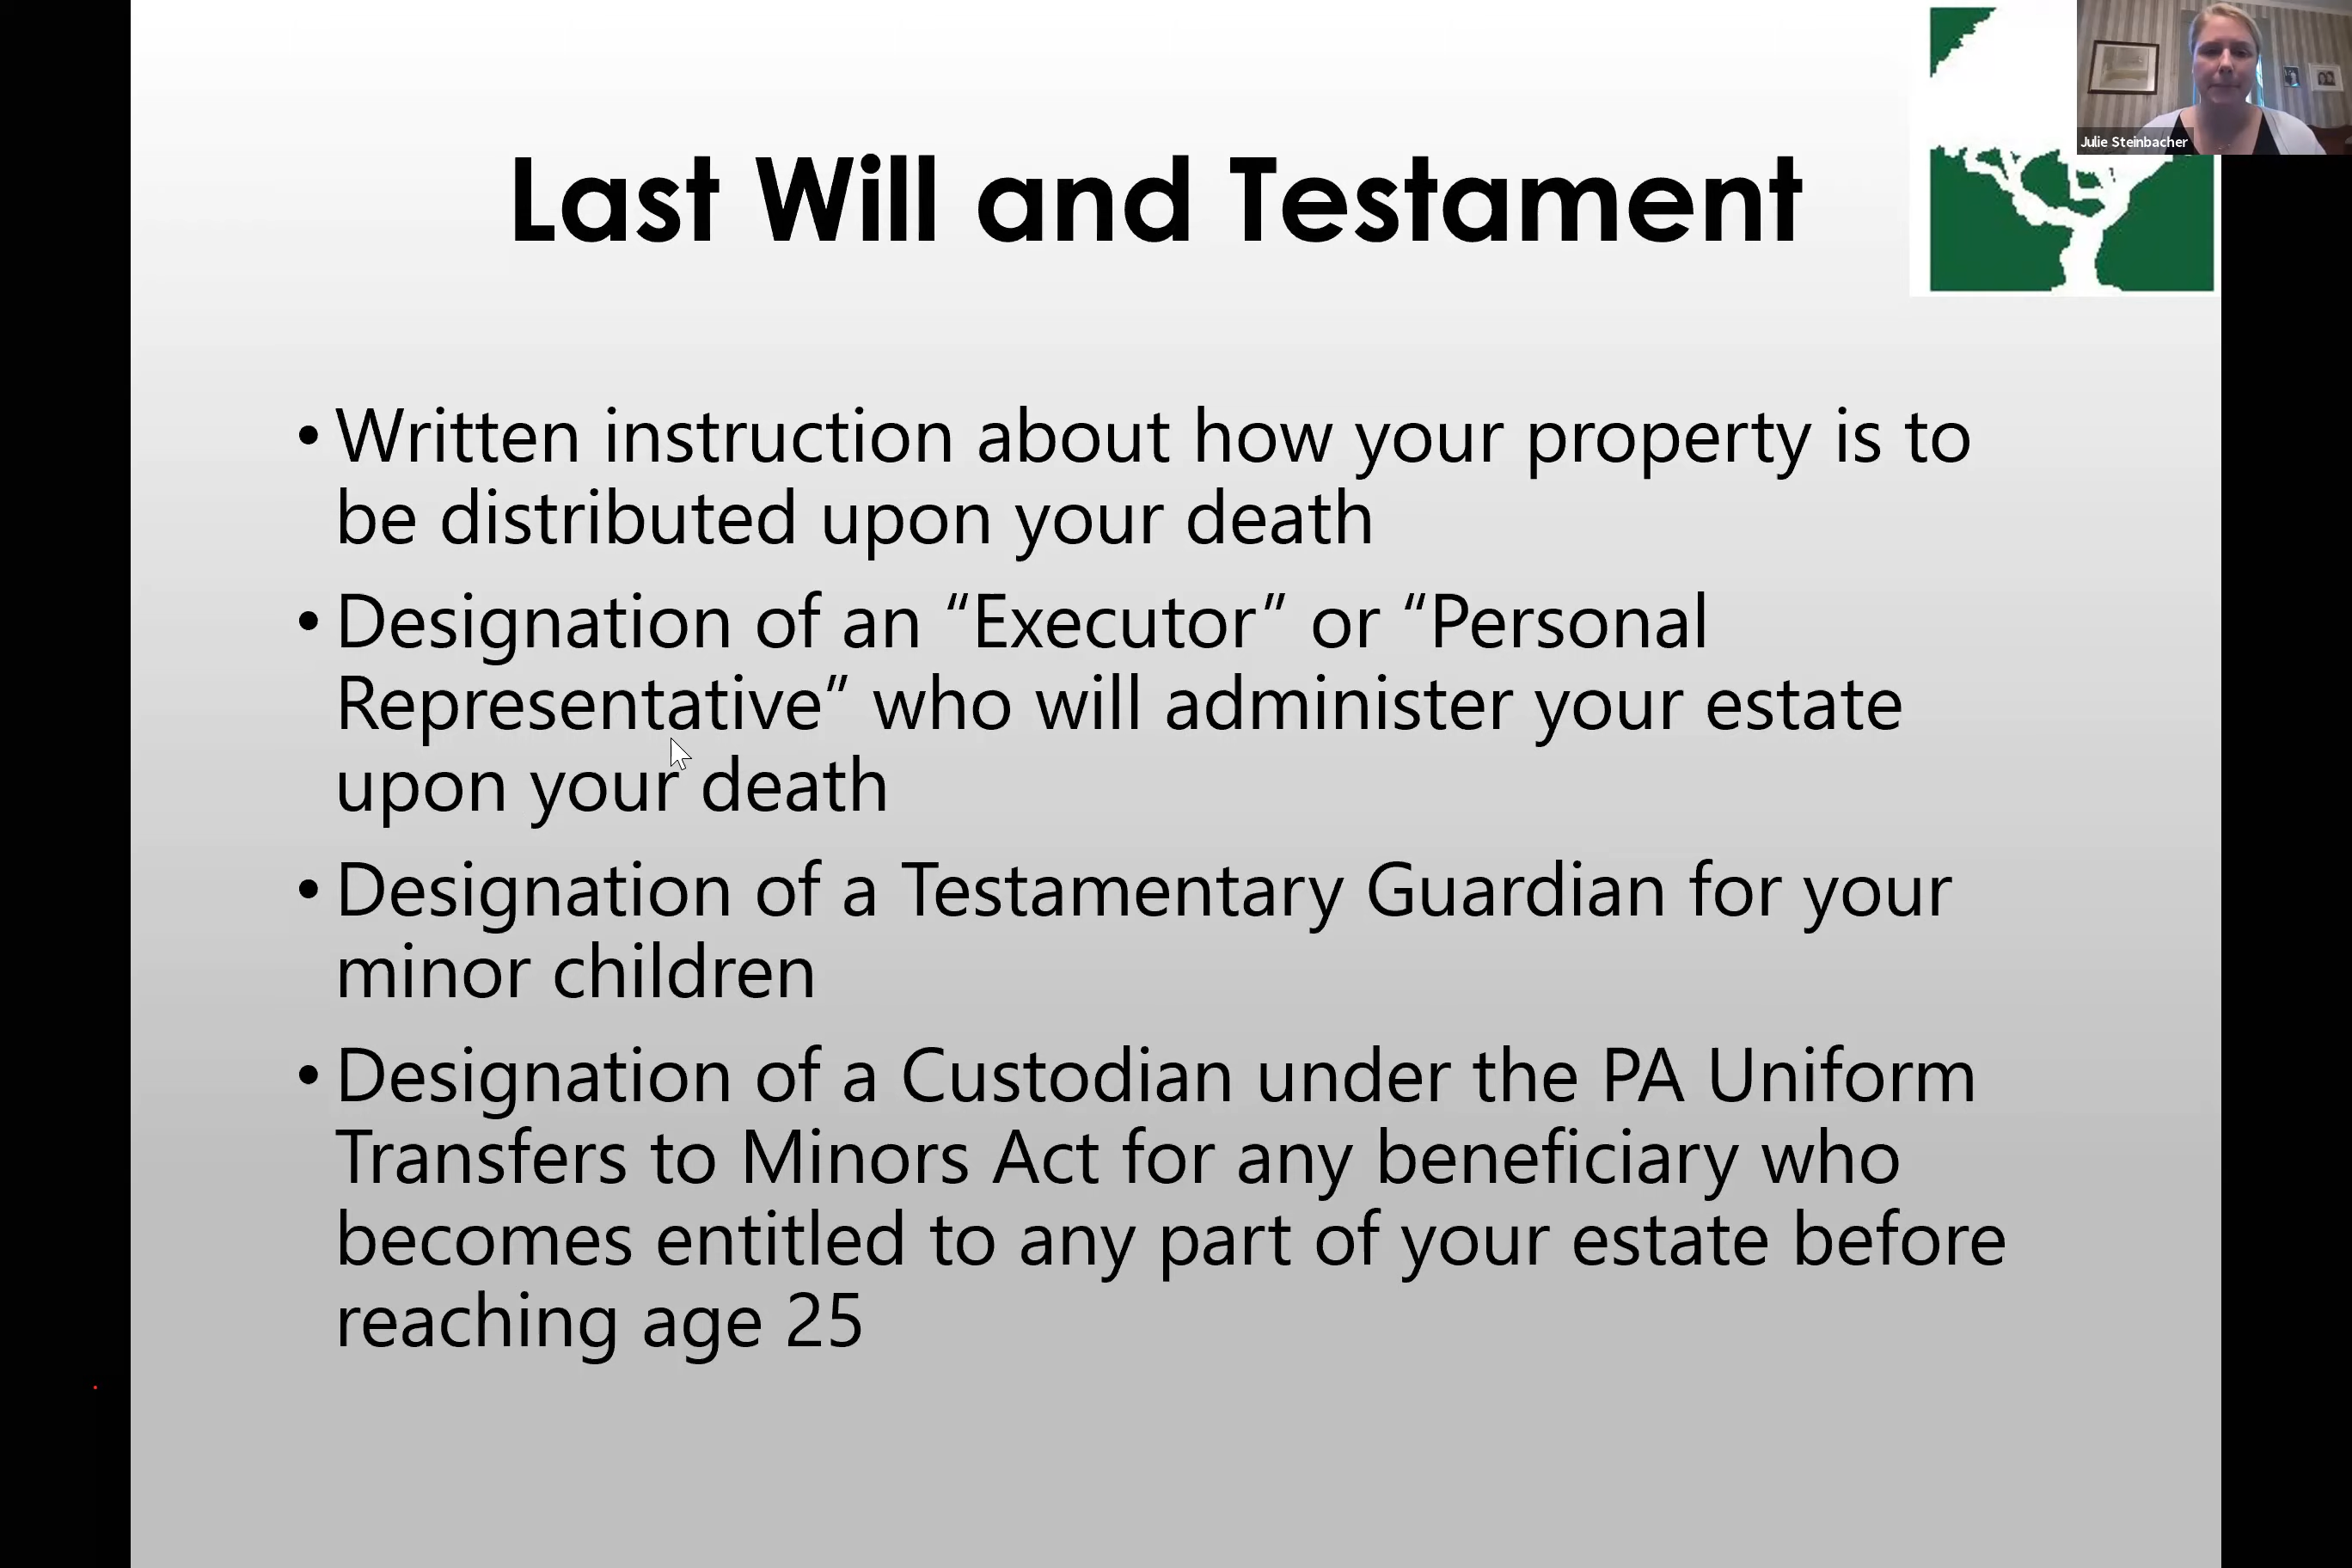 Julie Steinbacher
Last Will and Testament
• Written instruction about how your property is to
be distributed upon your death
• Designation of an “Executor” or “Personal
Representative” who will administer your estate
upon your death
• Designation of a Testamentary Guardian for your
minor children
• Designation of a Custodian under the PA Uniform
Transfers to Minors Act for any beneficiary who
becomes entitled to any part of your estate before
reaching age 25